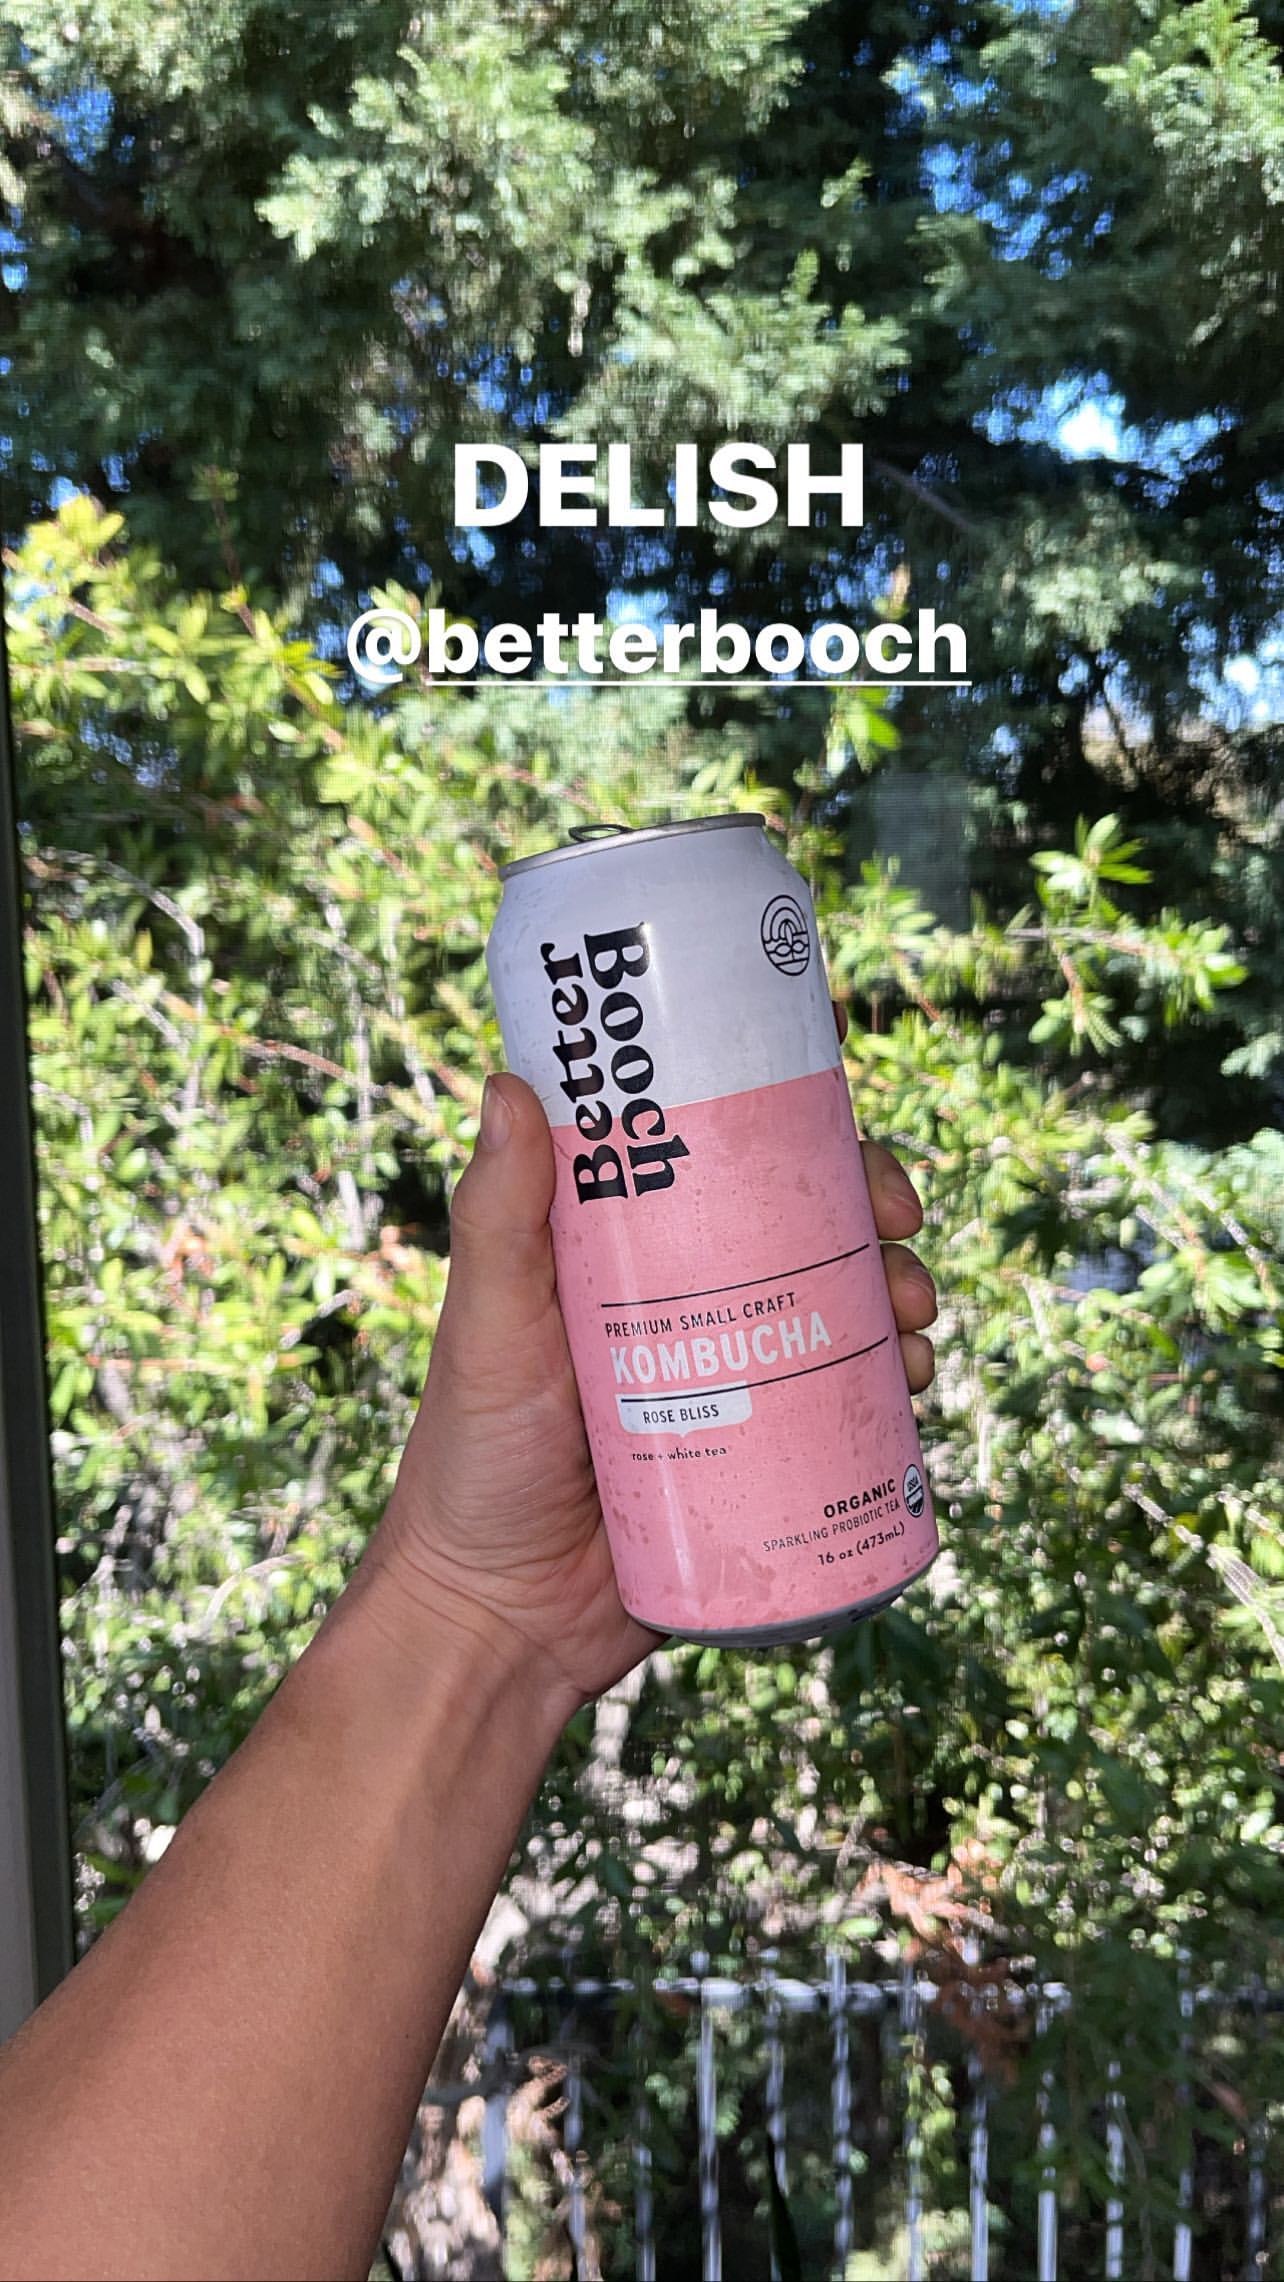 DELISH
@betterbooch
Better
Booch
PREMIUM SMALL CRAFT
KOMBUCHA
ROSE BLISS
rose + white tea
ORGANIC
USDA
SPARKLING PROBIOTIC TEA
16 oz (473mL)